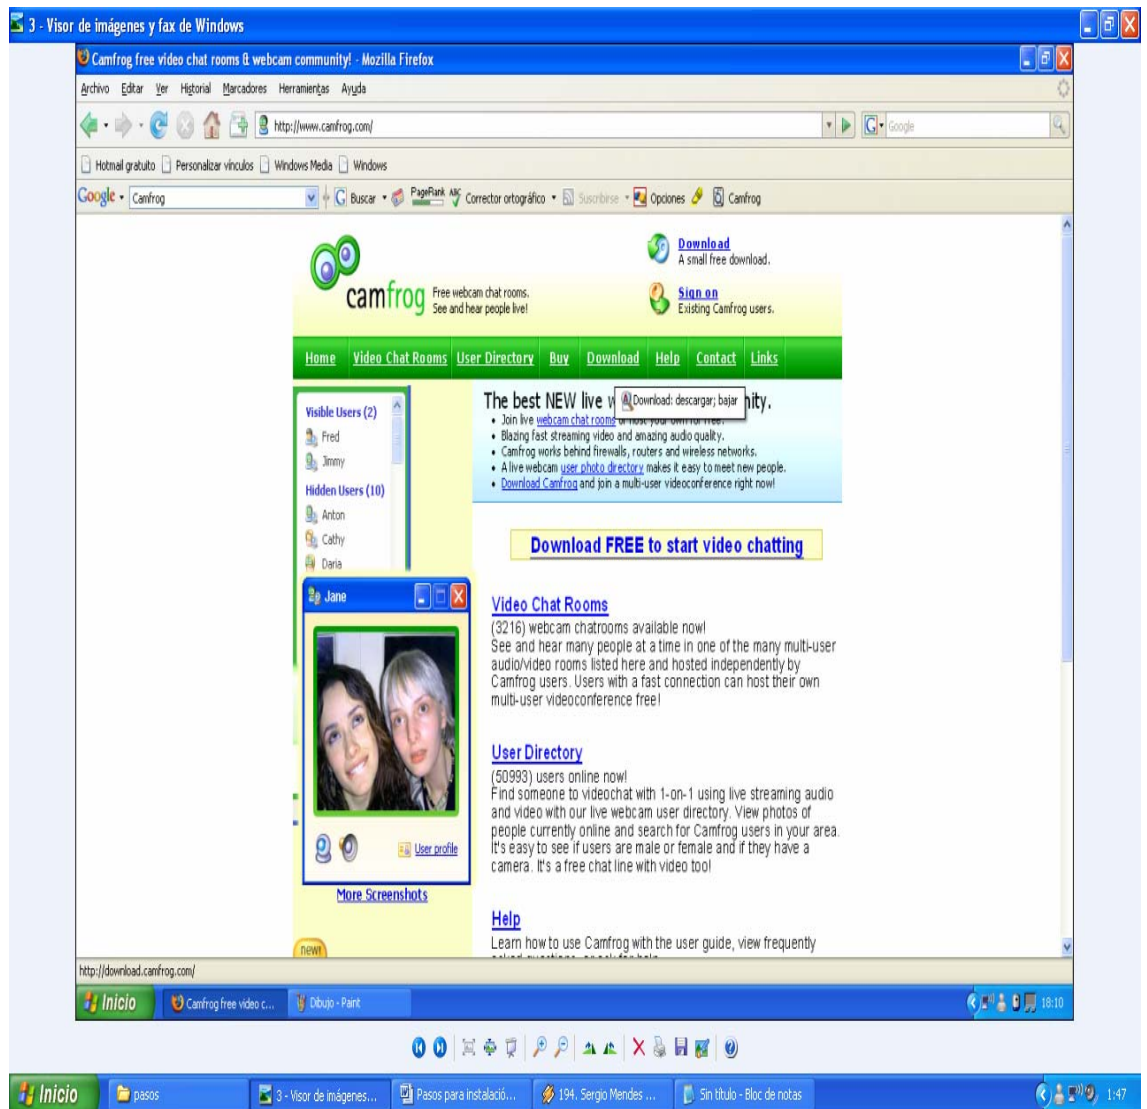 3 - Visor de imágenes y fax de Windows
Camfrog free video chat rooms & webcam community! - Mozilla Firefox
Archivo Editar Ver Historial Marcadores Herramientas Ayuda
http://www.camfrog.com/ G Google
Hotmail gratuito Personalizar vínculos Windows Media Windows
Google Camfrog G Buscar PageRank ABC Corrector ortográfico Suscribirse Opciones Camfrog
camfrog
Free webcam chat rooms.
See and hear people live!
Download
A small free download.
Sign on
Existing Camfrog users.
Home Video Chat Rooms User Directory Buy Download Help Contact Links
Download: descargar; bajar
Visible Users (2)
Fred
Jimmy
Hidden Users (10)
Anton
Cathy
Daria
The best NEW live
Join live webcam chat rooms or host your own for free.
Blazing fast streaming video and amazing audio quality.
Camfrog works behind firewalls, routers and wireless networks.
A live webcam user photo directory makes it easy to meet new people.
Download Camfrog and join a multi-user videoconference right now!
Download FREE to start video chatting
Jane
User profile
More Screenshots
new!
Video Chat Rooms
(3216) webcam chatrooms available now!
See and hear many people at a time in one of the many multi-user
audio/video rooms listed here and hosted independently by
Camfrog users. Users with a fast connection can host their own
multi-user videoconference free!
User Directory
(50993) users online now!
Find someone to videochat with 1-on-1 using live streaming audio
and video with our live webcam user directory. View photos of
people currently online and search for Camfrog users in your area.
It's easy to see if users are male or female and if they have a
camera. It's a free chat line with video too!
Help
Learn how to use Camfrog with the user guide, view frequently
http://download.camfrog.com/
Inicio Camfrog free video c... Dibujo - Paint 18:10
Inicio pasos 3 - Visor de imágenes... Pasos para instalació... 194. Sergio Mendes ... Sin título - Bloc de notas 1:47